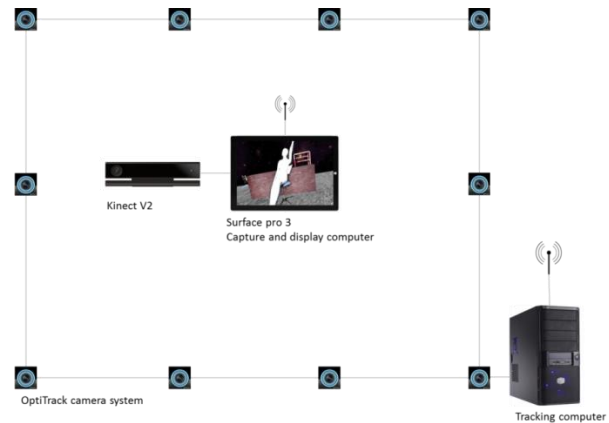 Kinect V2
Surface pro 3
Capture and display computer
OptiTrack camera system
Tracking computer